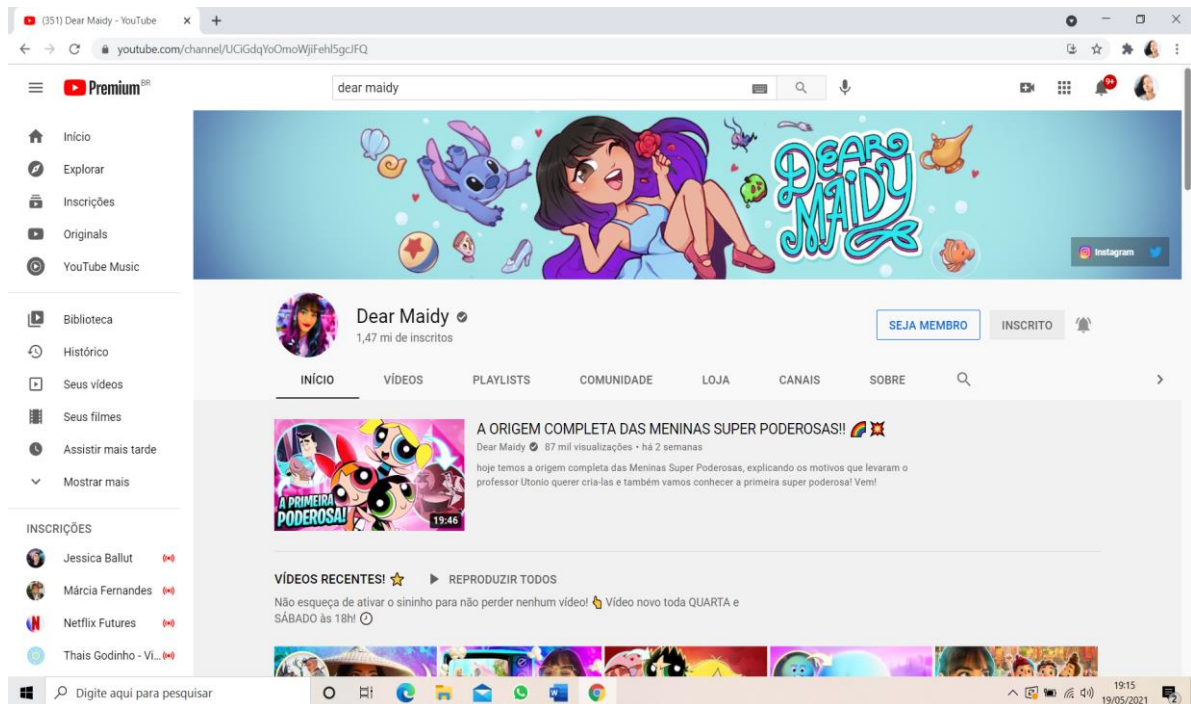 (351) Dear Maidy - YouTube
youtube.com/channel/UCiGdqYoOmoWjiFehl5gcJFQ
Premium BR
dear maidy
9+
Início
Explorar
Inscrições
Originals
YouTube Music
Biblioteca
Histórico
Seus vídeos
Seus filmes
Assistir mais tarde
Mostrar mais
INSCRIÇÕES
Jessica Ballut
Márcia Fernandes
Netflix Futures
Thais Godinho - Vi...
DEAR
MAIDY
Instagram
Dear Maidy
1,47 mi de inscritos
SEJA MEMBRO
INSCRITO
INÍCIO VÍDEOS PLAYLISTS COMUNIDADE LOJA CANAIS SOBRE
A PRIMEIRA
PODEROSA!
19:46
A ORIGEM COMPLETA DAS MENINAS SUPER PODEROSAS!! 🌈💥
Dear Maidy 87 mil visualizações • há 2 semanas
hoje temos a origem completa das Meninas Super Poderosas, explicando os motivos que levaram o
professor Utonio querer cria-las e também vamos conhecer a primeira super poderosa! Vem!
VÍDEOS RECENTES! ⭐ REPRODUZIR TODOS
Não esqueça de ativar o sininho para não perder nenhum vídeo! 👆 Vídeo novo toda QUARTA e
SÁBADO às 18h! 🕗
Digite aqui para pesquisar
19:15
19/05/2021
2